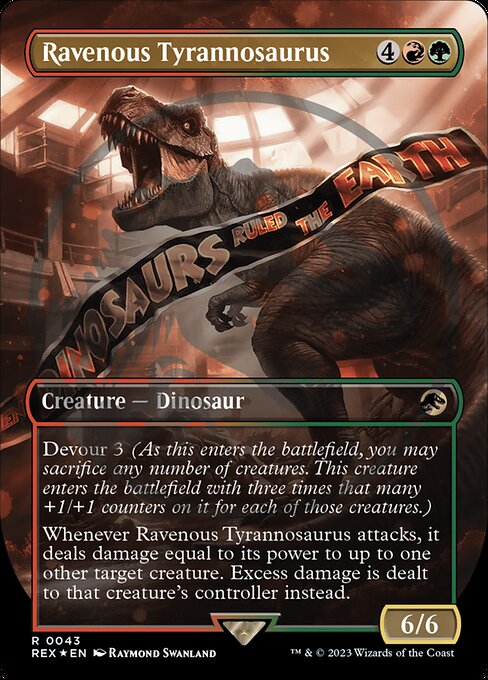 Ravenous Tyrannosaurus 4
DINOSAURS RULED THE EARTH
Creature — Dinosaur
Devour 3 (As this enters the battlefield, you may
sacrifice any number of creatures. This creature
enters the battlefield with three times that many
+1/+1 counters on it for each of those creatures.)
Whenever Ravenous Tyrannosaurus attacks, it
deals damage equal to its power to up to one
other target creature. Excess damage is dealt
to that creature's controller instead.
6/6
R 0043
REX★EN Raymond Swanland
™ & © 2023 Wizards of the Coast